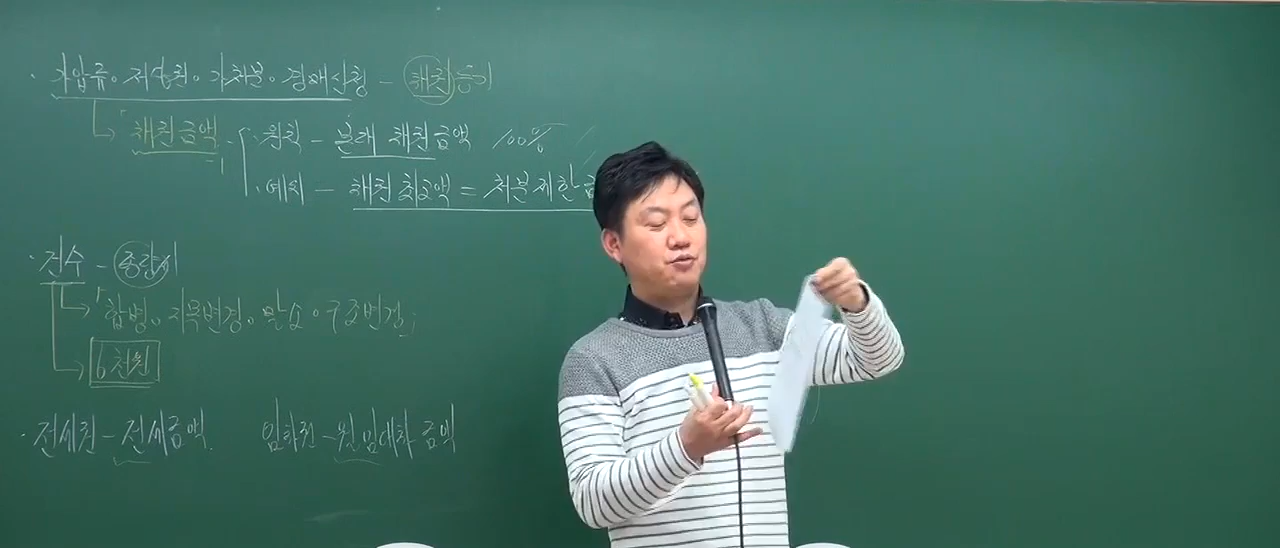 · 가압류, 저당권, 가처분, 경매신청 - 채권등기
「채권금액」 · 원칙 - 본래 채권금액 100%
· 예외 - 채권최고액 = 처분제한
· 건수 - 종람시
「합병, 지목변경, 말소, 구조변경」
6천원
· 전세권 - 전세금액. 임차권 - 월 임대차 금액